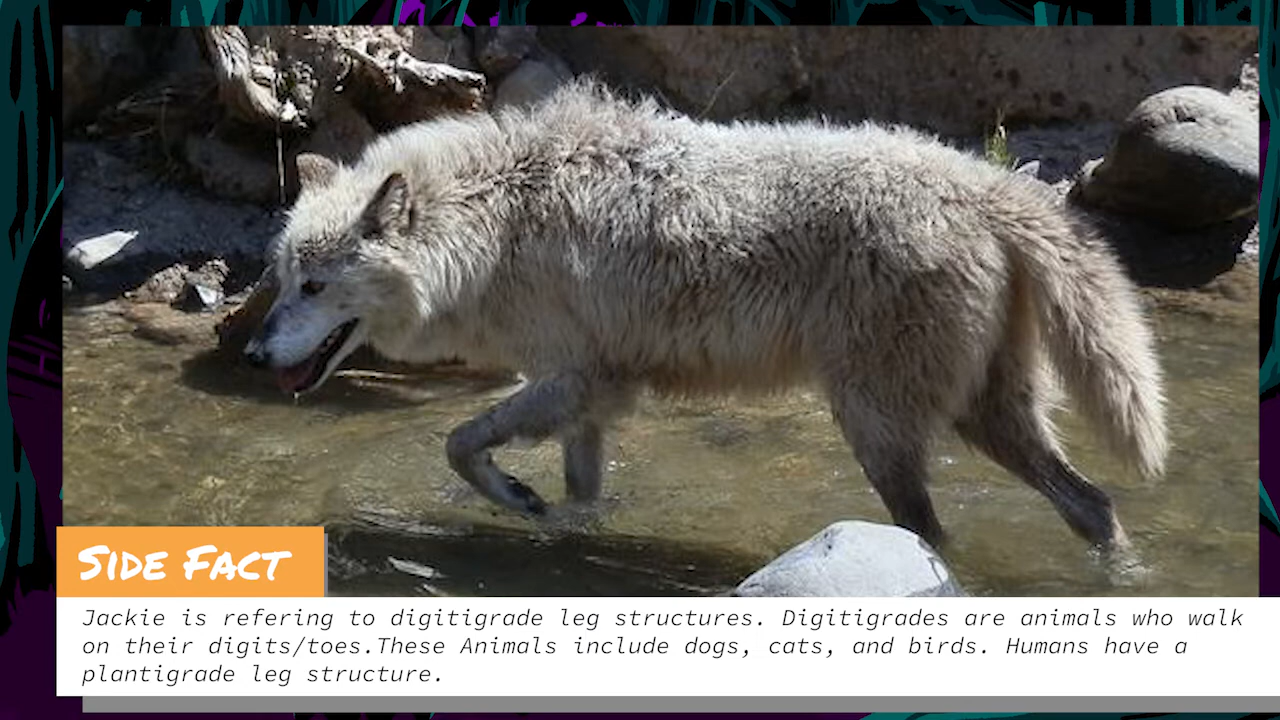 Side Fact
Jackie is refering to digitigrade leg structures. Digitigrades are animals who walk
on their digits/toes.These Animals include dogs, cats, and birds. Humans have a
plantigrade leg structure.